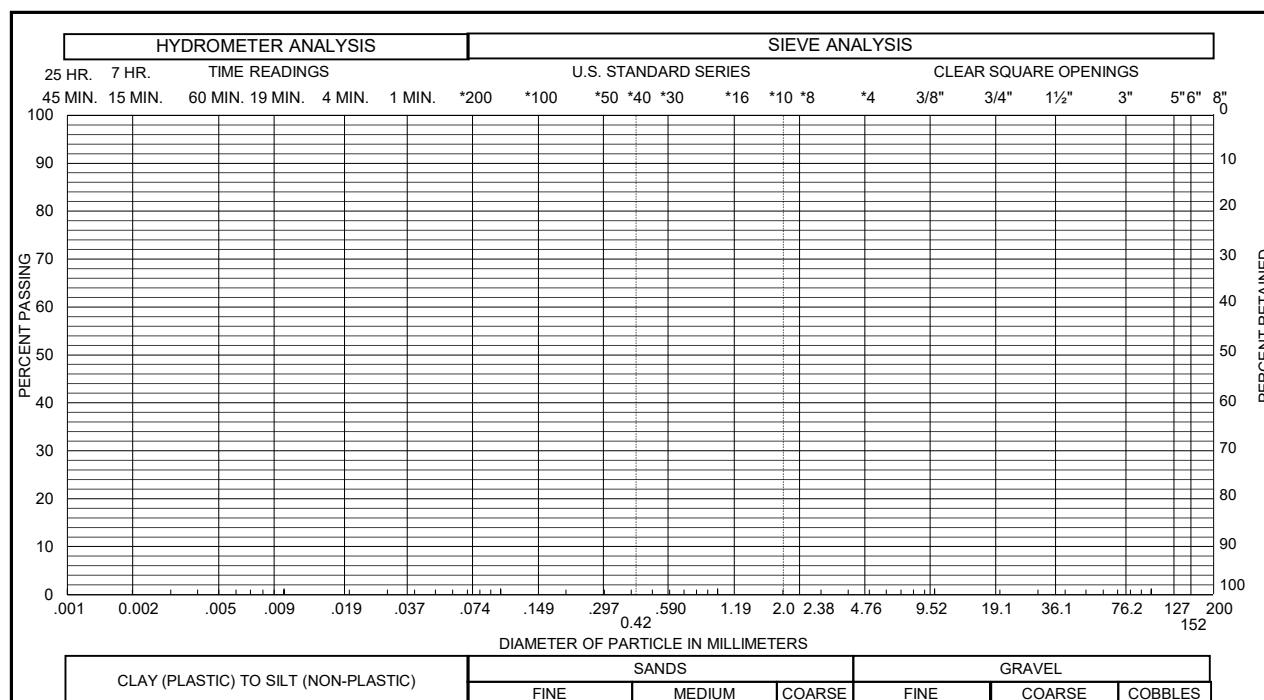 HYDROMETER ANALYSIS SIEVE ANALYSIS
25 HR. 7 HR. TIME READINGS U.S. STANDARD SERIES CLEAR SQUARE OPENINGS
45 MIN. 15 MIN. 60 MIN. 19 MIN. 4 MIN. 1 MIN. *200 *100 *50 *40 *30 *16 *10 *8 *4 3/8" 3/4" 1½" 3" 5" 6" 8"
100 0
90 10
80 20
70 30
60 40
50 50
40 60
30 70
20 80
10 90
0 100
PERCENT PASSING
PERCENT RETAINED
.001 0.002 .005 .009 .019 .037 .074 .149 .297 .590 1.19 2.0 2.38 4.76 9.52 19.1 36.1 76.2 127 200
0.42 152
DIAMETER OF PARTICLE IN MILLIMETERS
CLAY (PLASTIC) TO SILT (NON-PLASTIC) SANDS GRAVEL
FINE MEDIUM COARSE FINE COARSE COBBLES